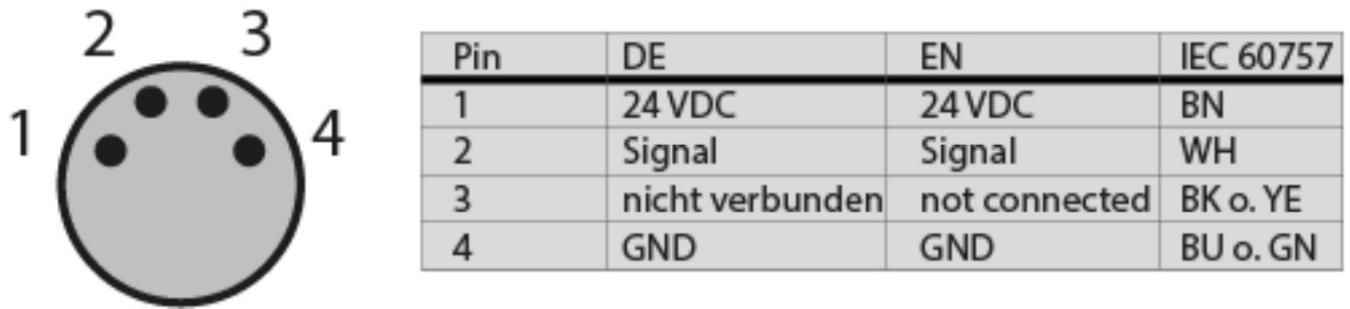 2 3
1 4
Pin DE EN IEC 60757
1 24 VDC 24 VDC BN
2 Signal Signal WH
3 nicht verbunden not connected BK o. YE
4 GND GND BU o. GN